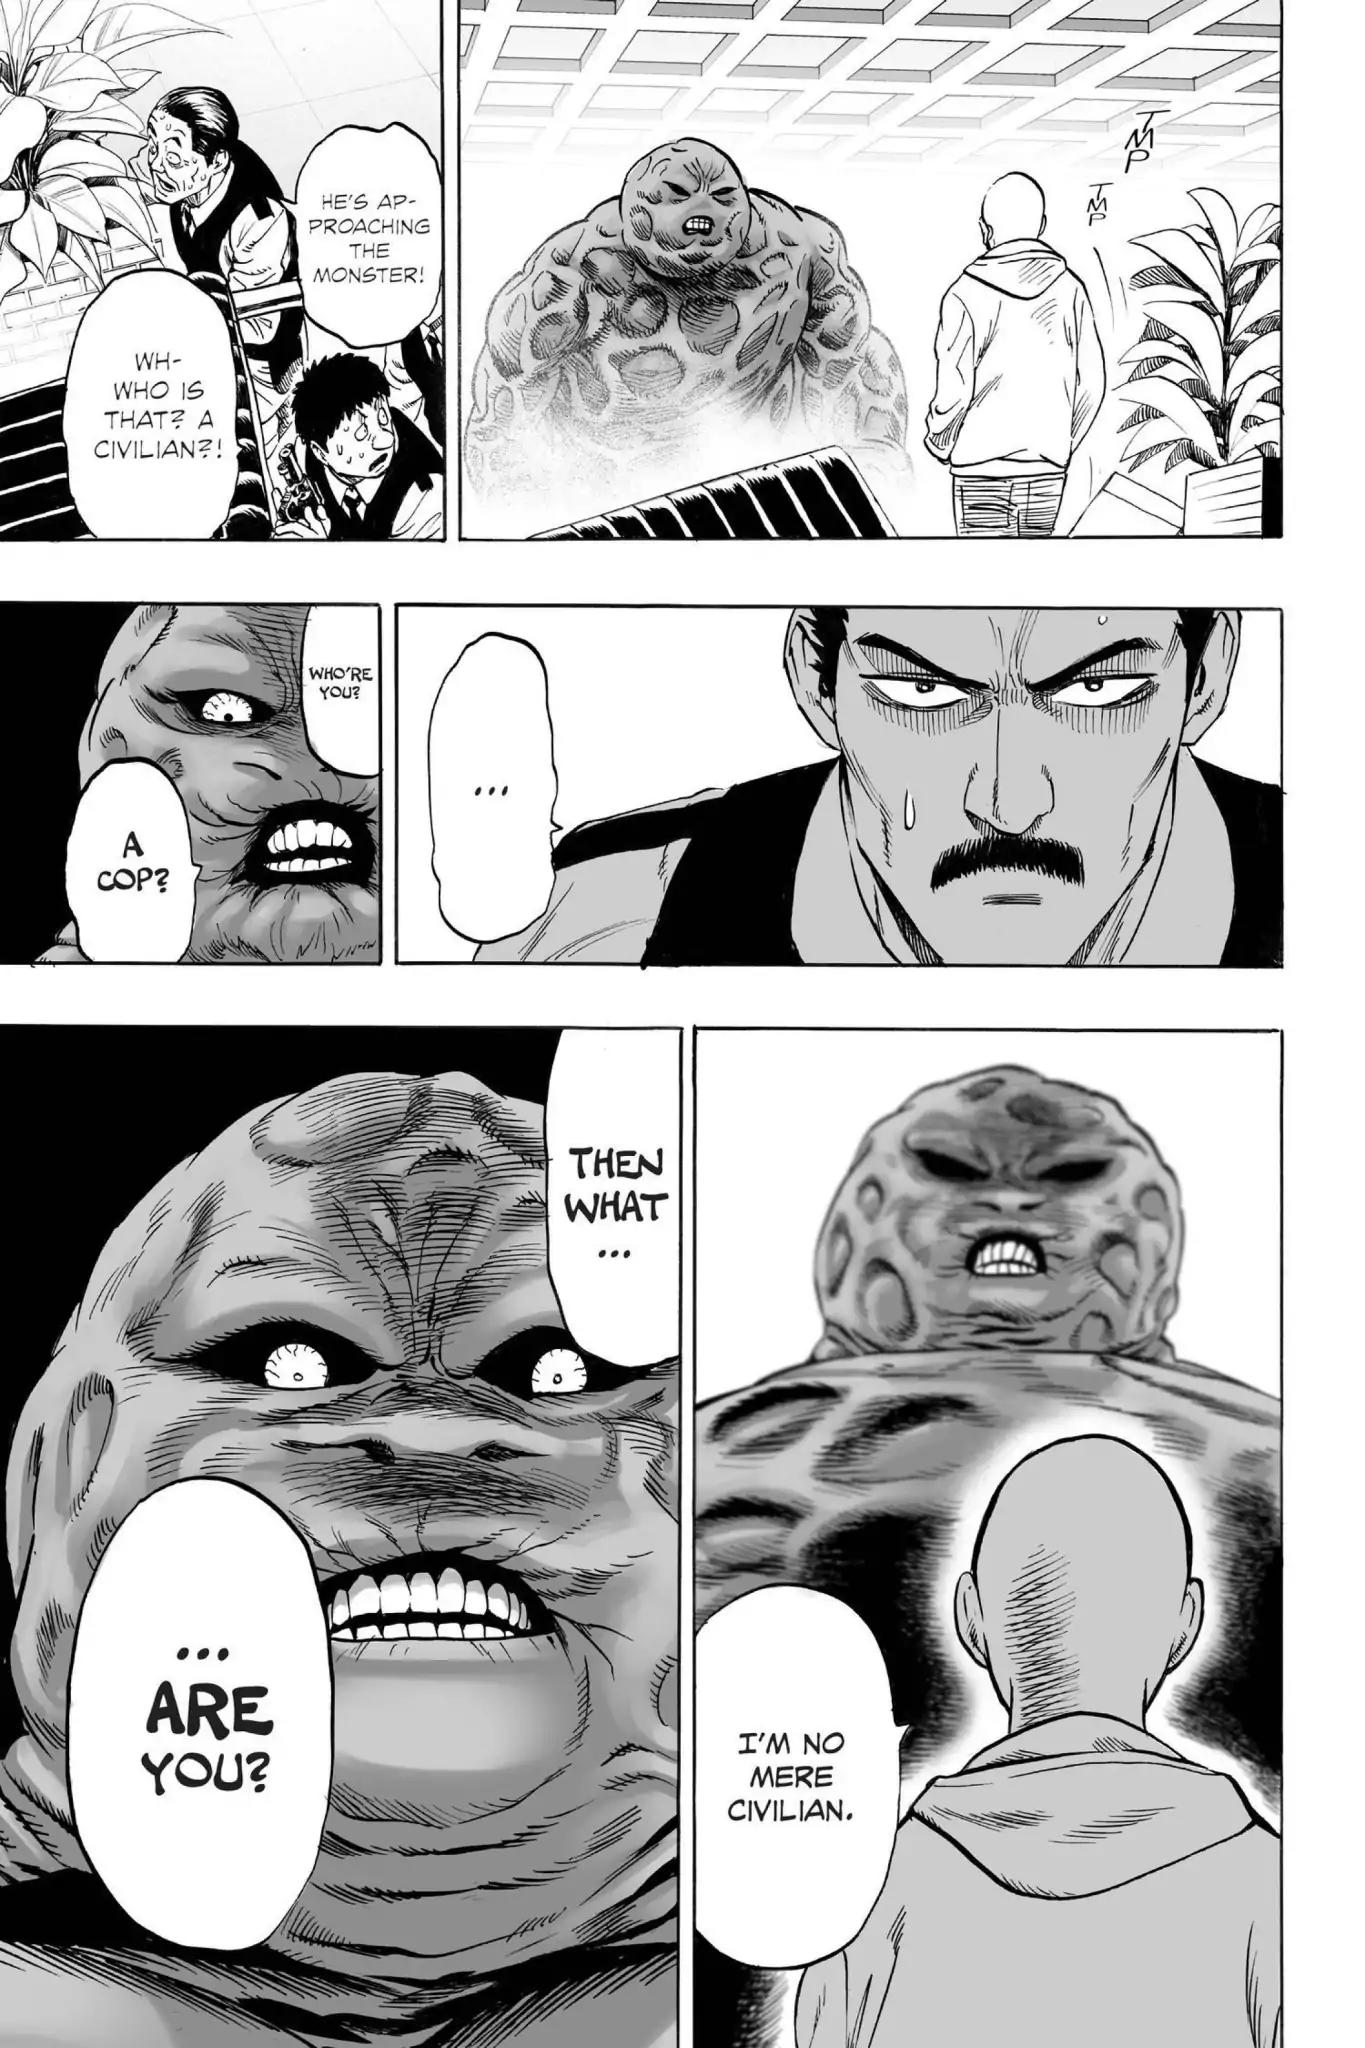 TMP
TMP
HE'S AP-
PROACHING
THE
MONSTER!
WH-
WHO IS
THAT? A
CIVILIAN?!
...
WHO'RE
YOU?
A
COP?
I'M NO
MERE
CIVILIAN.
THEN
WHAT
...
...
ARE
YOU?